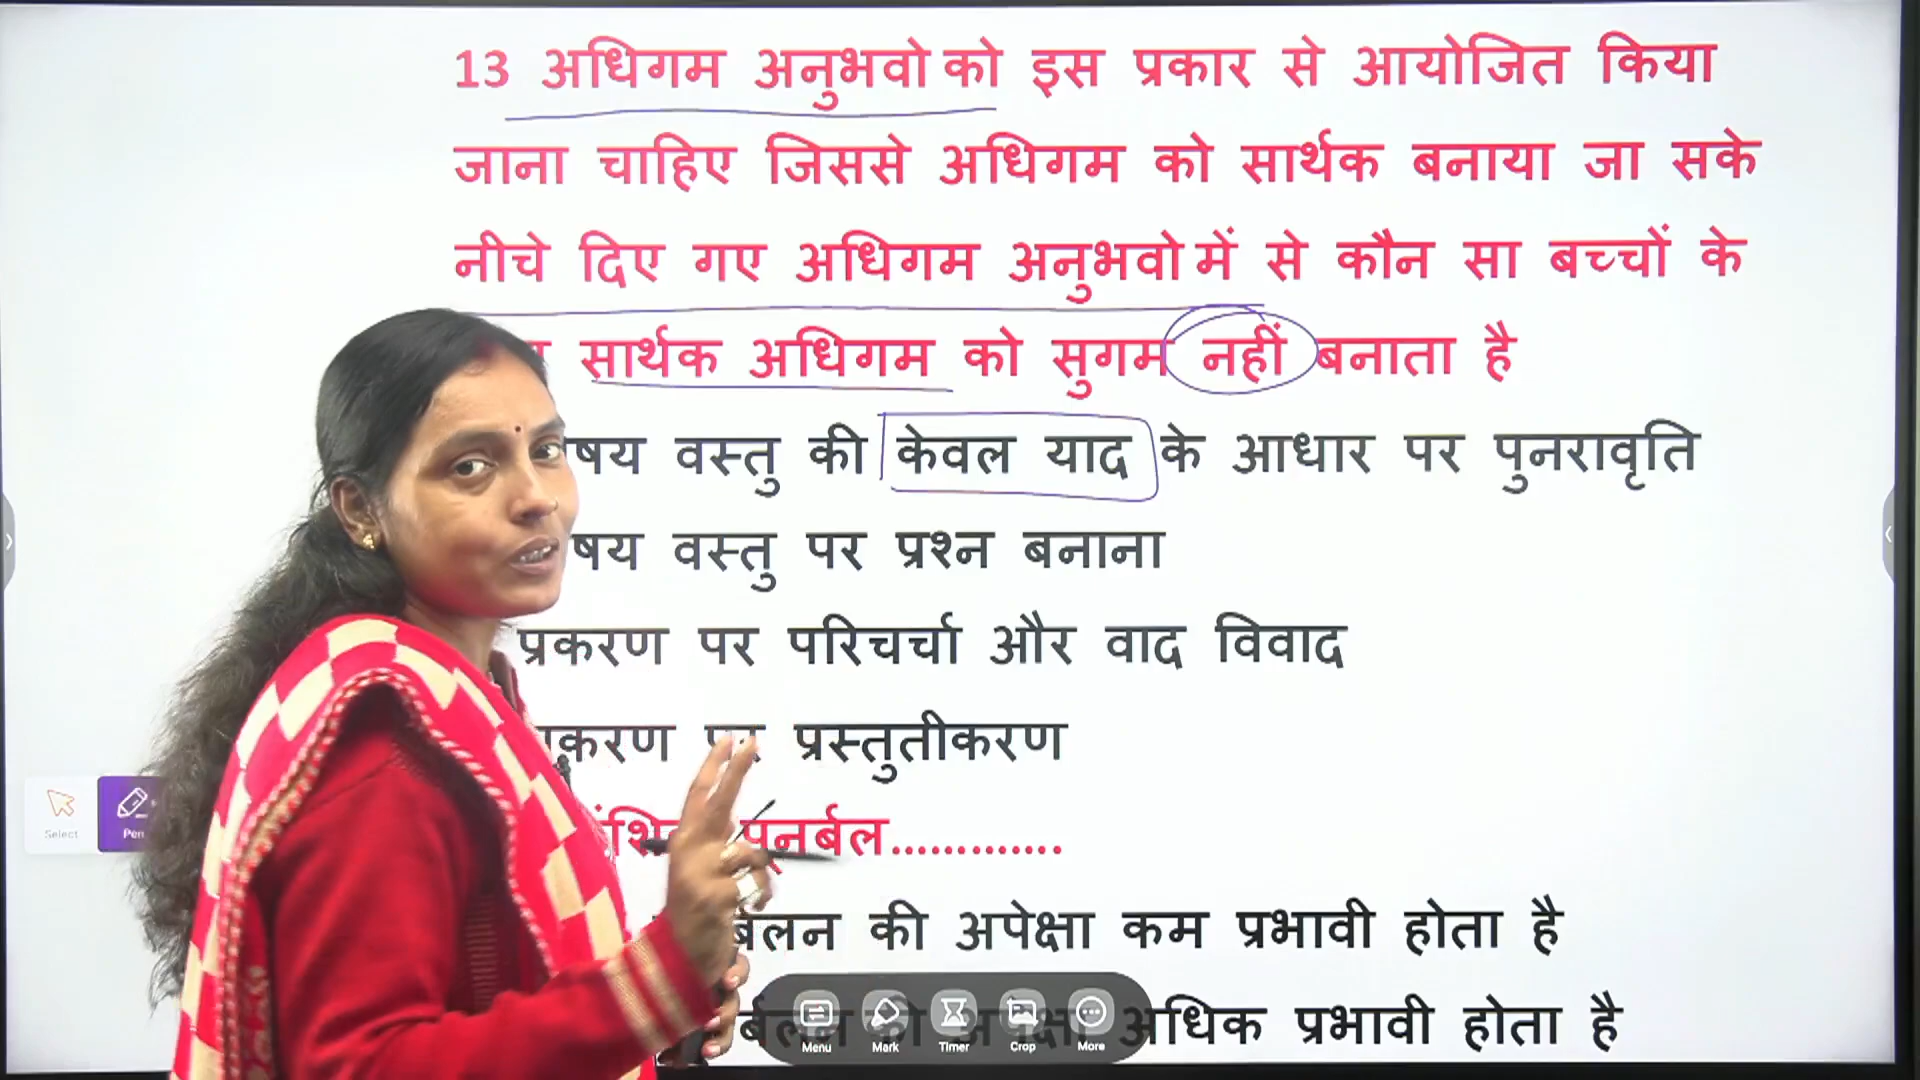 13 अधिगम अनुभवो को इस प्रकार से आयोजित किया
जाना चाहिए जिससे अधिगम को सार्थक बनाया जा सके
नीचे दिए गए अधिगम अनुभवो में से कौन सा बच्चों के
सार्थक अधिगम को सुगम नहीं बनाता है
वस्तु की केवल याद के आधार पर पुनरावृति
वस्तु पर प्रश्न बनाना
प्रकरण पर परिचर्चा और वाद विवाद
पर प्रस्तुतीकरण
पुनर्बल.............
की अपेक्षा कम प्रभावी होता है
अधिक प्रभावी होता है
Select
Pen
Menu
Mark
Timer
Crop
More